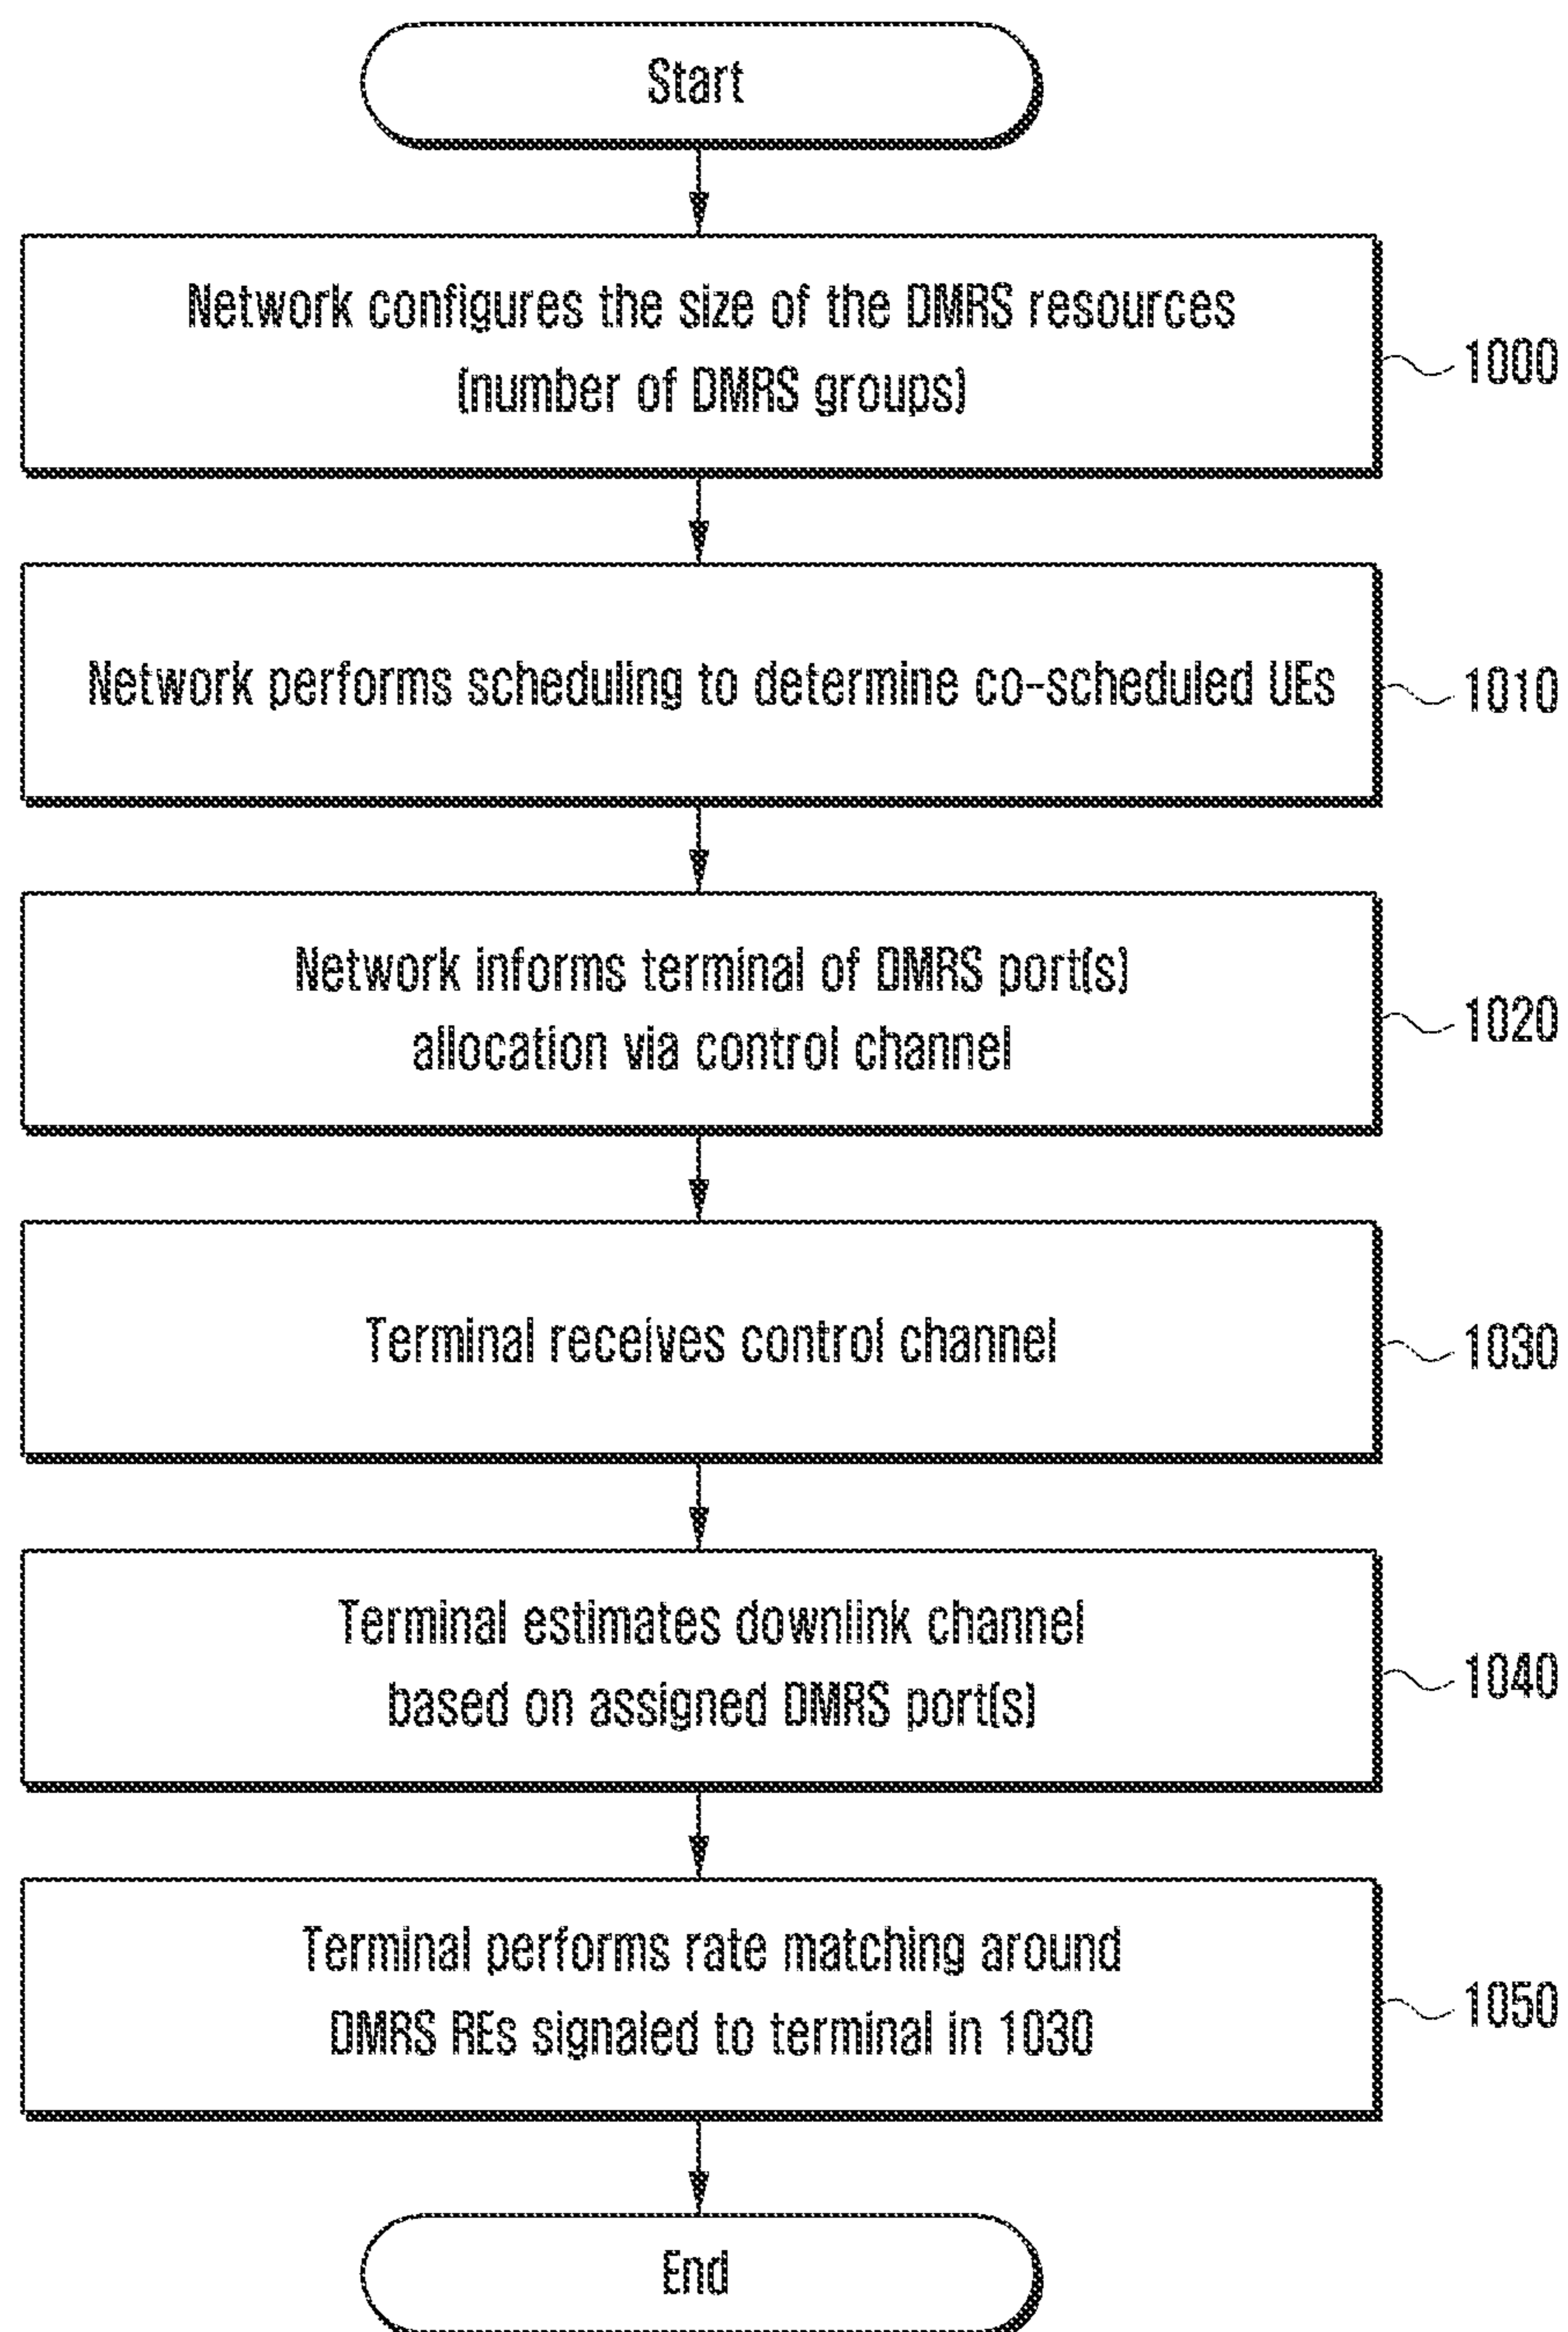 Start
Network configures the size of the DMRS resources
(number of DMRS groups)
1000
Network performs scheduling to determine co-scheduled UEs
1010
Network informs terminal of DMRS port(s)
allocation via control channel
1020
Terminal receives control channel
1030
Terminal estimates downlink channel
based on assigned DMRS port(s)
1040
Terminal performs rate matching around
DMRS REs signaled to terminal in 1030
1050
End